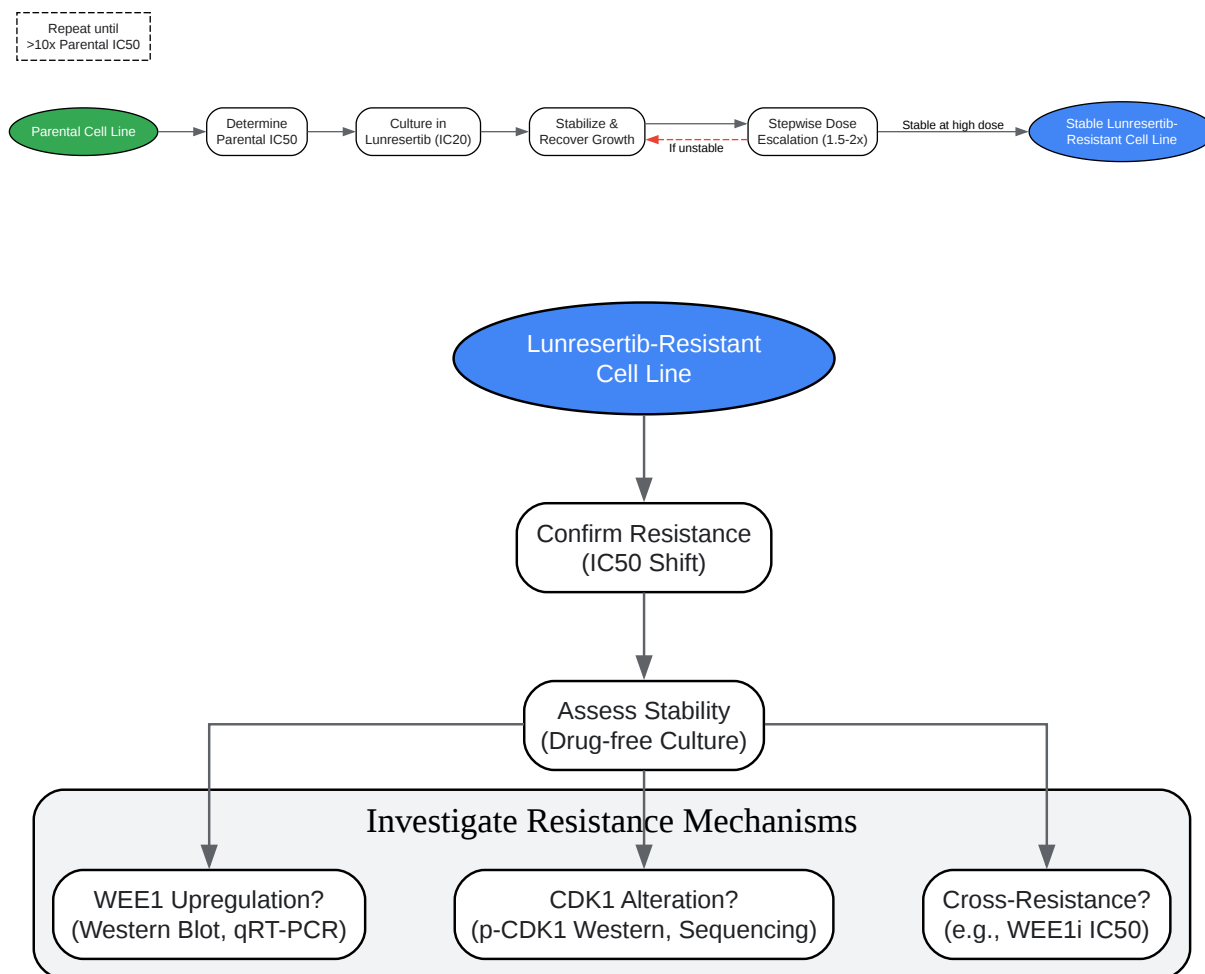 Repeat until
>10x Parental IC50
Parental Cell Line
Determine
Parental IC50
Culture in
Lunresertib (IC20)
Stabilize &
Recover Growth
If unstable
Stepwise Dose
Escalation (1.5-2x)
Stable at high dose
Stable Lunresertib-
Resistant Cell Line
Lunresertib-Resistant
Cell Line
Confirm Resistance
(IC50 Shift)
Assess Stability
(Drug-free Culture)
Investigate Resistance Mechanisms
WEE1 Upregulation?
(Western Blot, qRT-PCR)
CDK1 Alteration?
(p-CDK1 Western, Sequencing)
Cross-Resistance?
(e.g., WEE1i IC50)